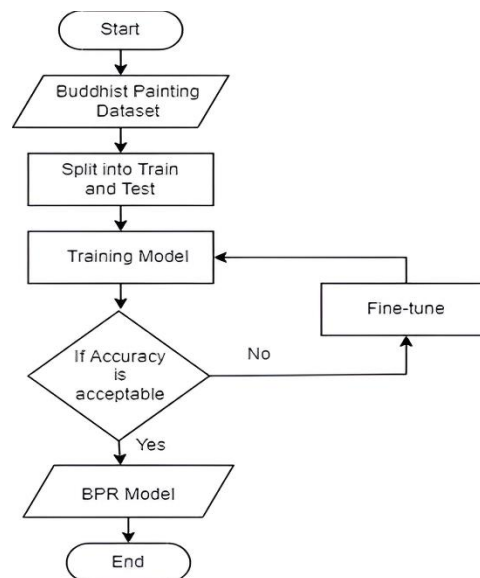 Start
Buddhist Painting
Dataset
Split into Train
and Test
Training Model
Fine-tune
If Accuracy
is
acceptable
No
Yes
BPR Model
End